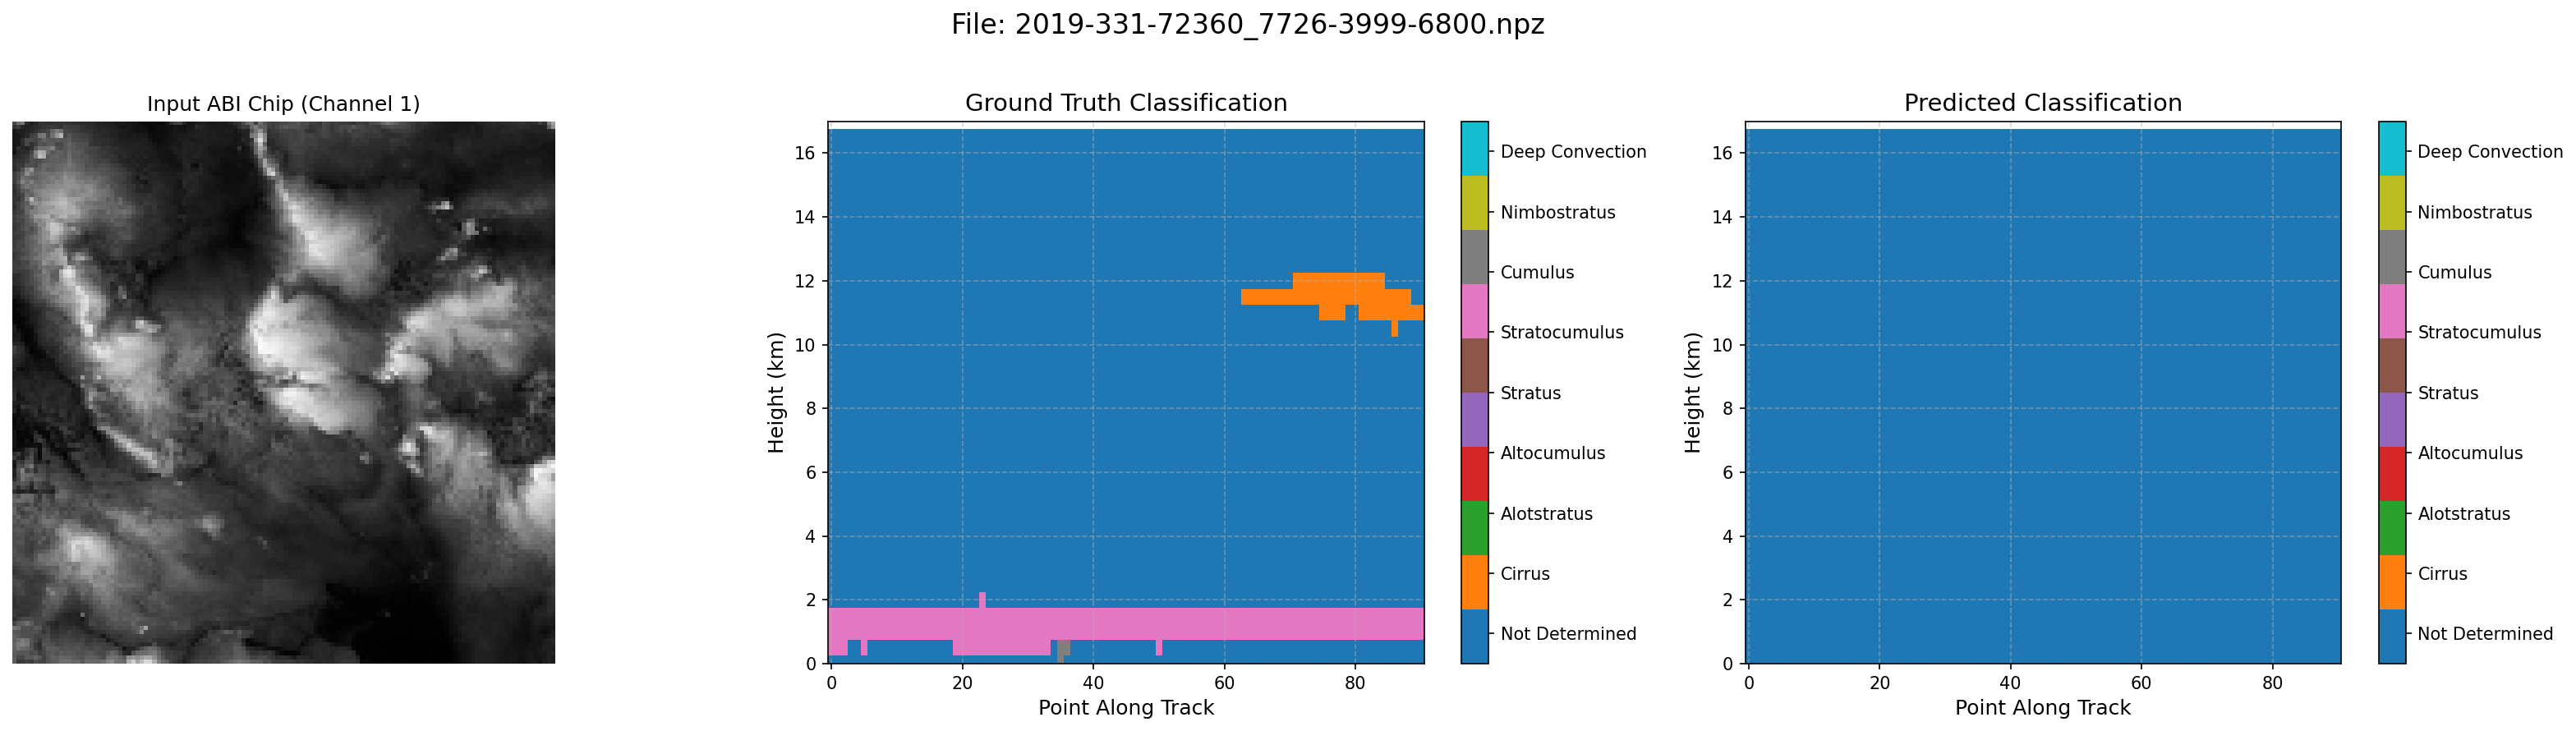 File: 2019-331-72360_7726-3999-6800.npz
Input ABI Chip (Channel 1)
Ground Truth Classification
Height (km)
16
14
12
10
8
6
4
2
0
0 20 40 60 80
Point Along Track
Deep Convection
Nimbostratus
Cumulus
Stratocumulus
Stratus
Altocumulus
Alotstratus
Cirrus
Not Determined
Predicted Classification
Height (km)
16
14
12
10
8
6
4
2
0
0 20 40 60 80
Point Along Track
Deep Convection
Nimbostratus
Cumulus
Stratocumulus
Stratus
Altocumulus
Alotstratus
Cirrus
Not Determined